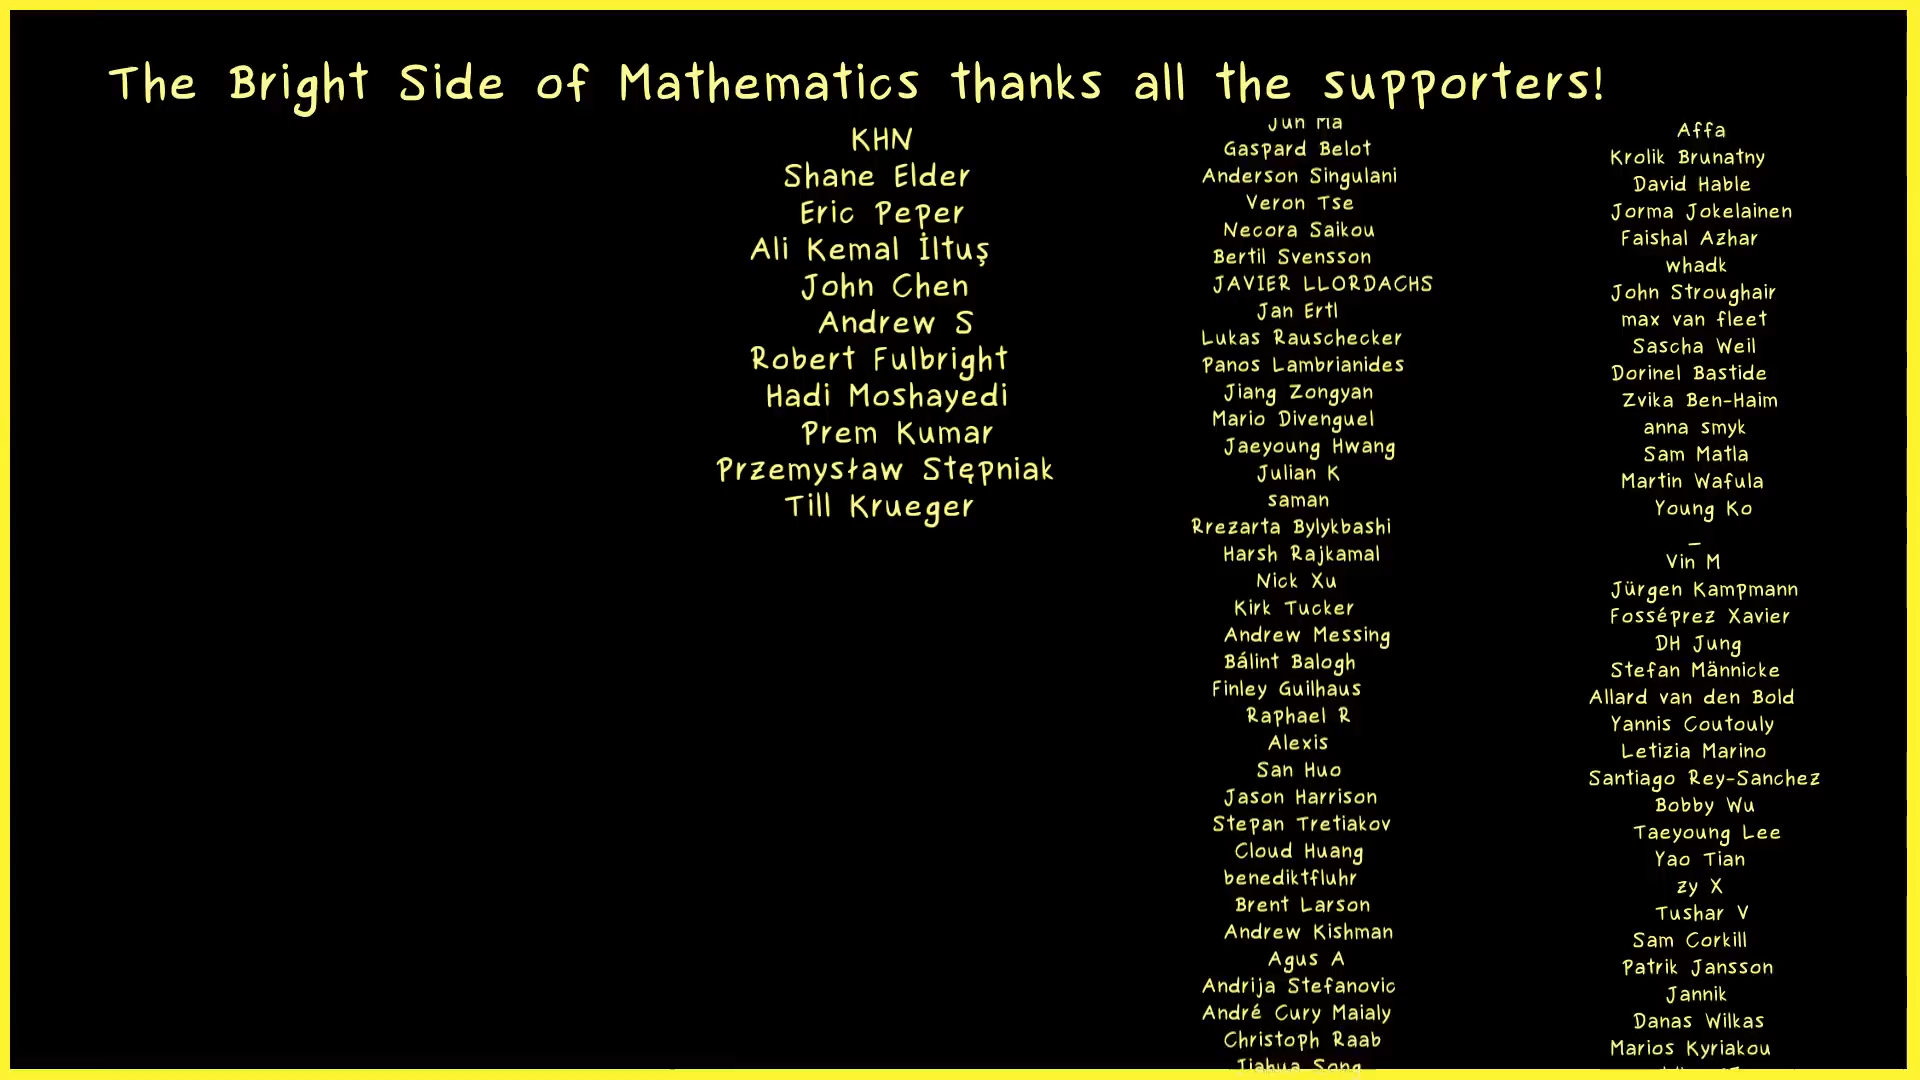 The Bright Side of Mathematics thanks all the supporters!
KHN
Shane Elder
Eric Peper
Ali Kemal İltuş
John Chen
Andrew S
Robert Fulbright
Hadi Moshayedi
Prem Kumar
Przemysław Stępniak
Till Krueger
Jun Ma
Gaspard Belot
Anderson Singulani
Veron Tse
Necora Saikou
Bertil Svensson
JAVIER LLORDACHS
Jan Ertl
Lukas Rauschecker
Panos Lambrianides
Jiang Zongyan
Mario Divenguel
Jaeyoung Hwang
Julian K
saman
Rrezarta Bylykbashi
Harsh Rajkamal
Nick Xu
Kirk Tucker
Andrew Messing
Bálint Balogh
Finley Guilhaus
Raphael R
Alexis
San Huo
Jason Harrison
Stepan Tretiakov
Cloud Huang
benediktfluhr
Brent Larson
Andrew Kishman
Agus A
Andrija Stefanovic
André Cury Maialy
Christoph Raab
Jiahua Song
Affa
Krolik Brunatny
David Hable
Jorma Jokelainen
Faishal Azhar
whadk
John Stroughair
max van fleet
Sascha Weil
Dorinel Bastide
Zvika Ben-Haim
anna smyk
Sam Matla
Martin Wafula
Young Ko
_
Vin M
Jürgen Kampmann
Fosséprez Xavier
DH Jung
Stefan Männicke
Allard van den Bold
Yannis Coutouly
Letizia Marino
Santiago Rey-Sanchez
Bobby Wu
Taeyoung Lee
Yao Tian
zy X
Tushar V
Sam Corkill
Patrik Jansson
Jannik
Danas Wilkas
Marios Kyriakou